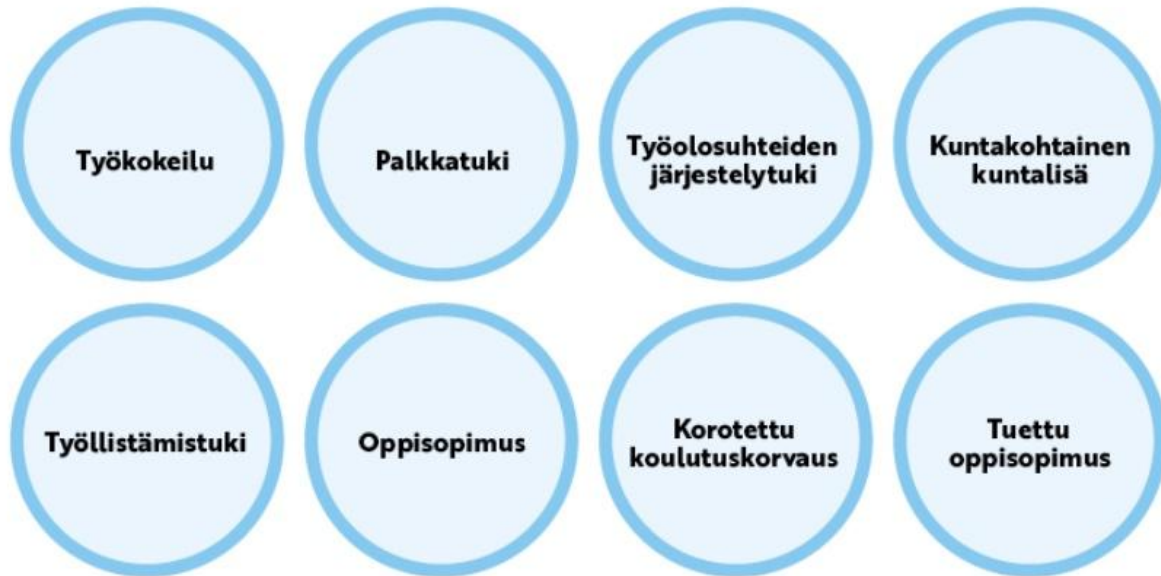 Työkokeilu
Palkkatuki
Työolosuhteiden
järjestelytuki
Kuntakohtainen
kuntalisä
Työllistämistuki
Oppisopimus
Korotettu
koulutuskorvaus
Tuettu
oppisopimus